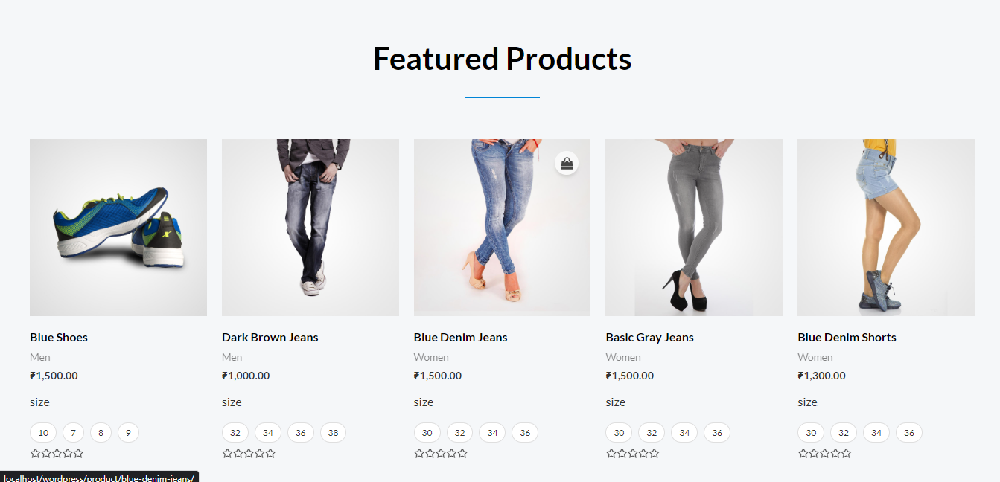 Featured Products
Blue Shoes
Men
₹1,500.00
size
10 7 8 9
Dark Brown Jeans
Men
₹1,000.00
size
32 34 36 38
Blue Denim Jeans
Women
₹1,500.00
size
30 32 34 36
Basic Gray Jeans
Women
₹1,500.00
size
30 32 34 36
Blue Denim Shorts
Women
₹1,300.00
size
30 32 34 36
localhost/wordpress/product/blue-denim-jeans/